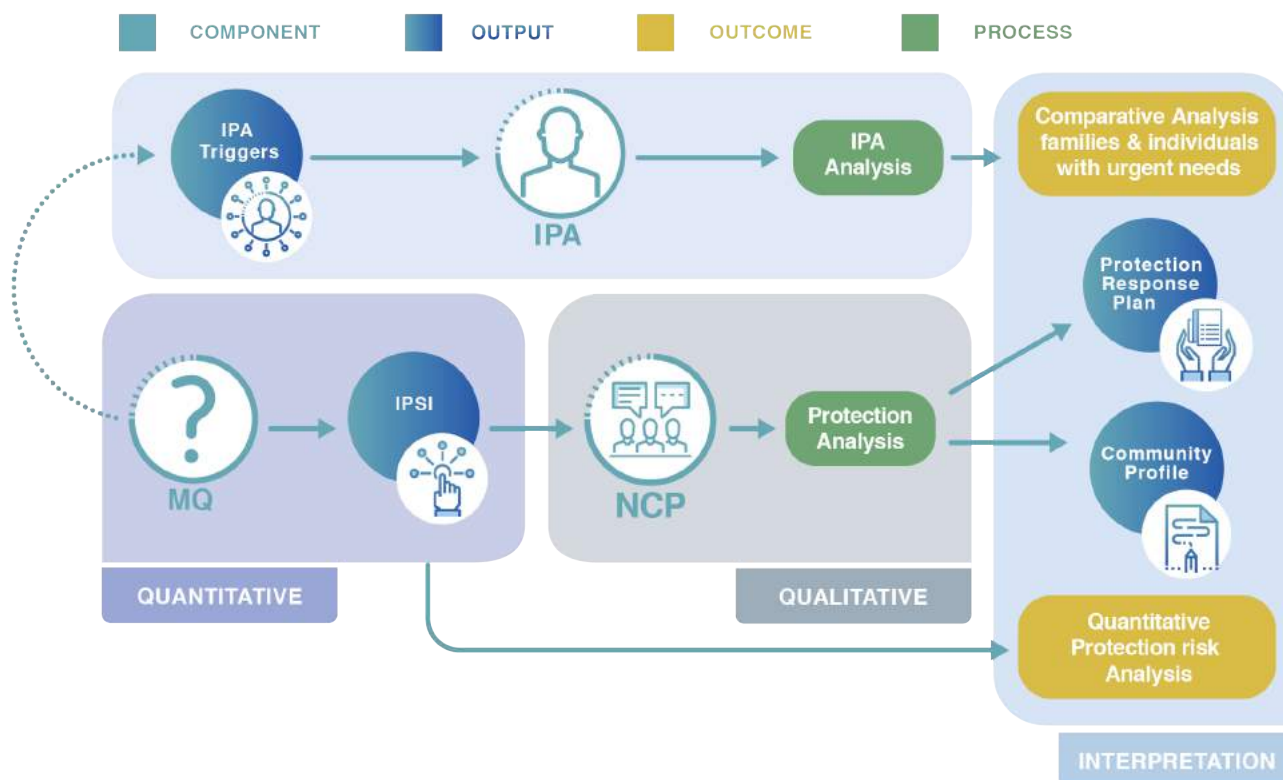 COMPONENT
OUTPUT
OUTCOME
PROCESS
IPA
Triggers
IPA
IPA
Analysis
Comparative Analysis
families & individuals
with urgent needs
Protection
Response
Plan
MQ
IPSI
NCP
Protection
Analysis
Community
Profile
QUANTITATIVE
QUALITATIVE
Quantitative
Protection risk
Analysis
INTERPRETATION